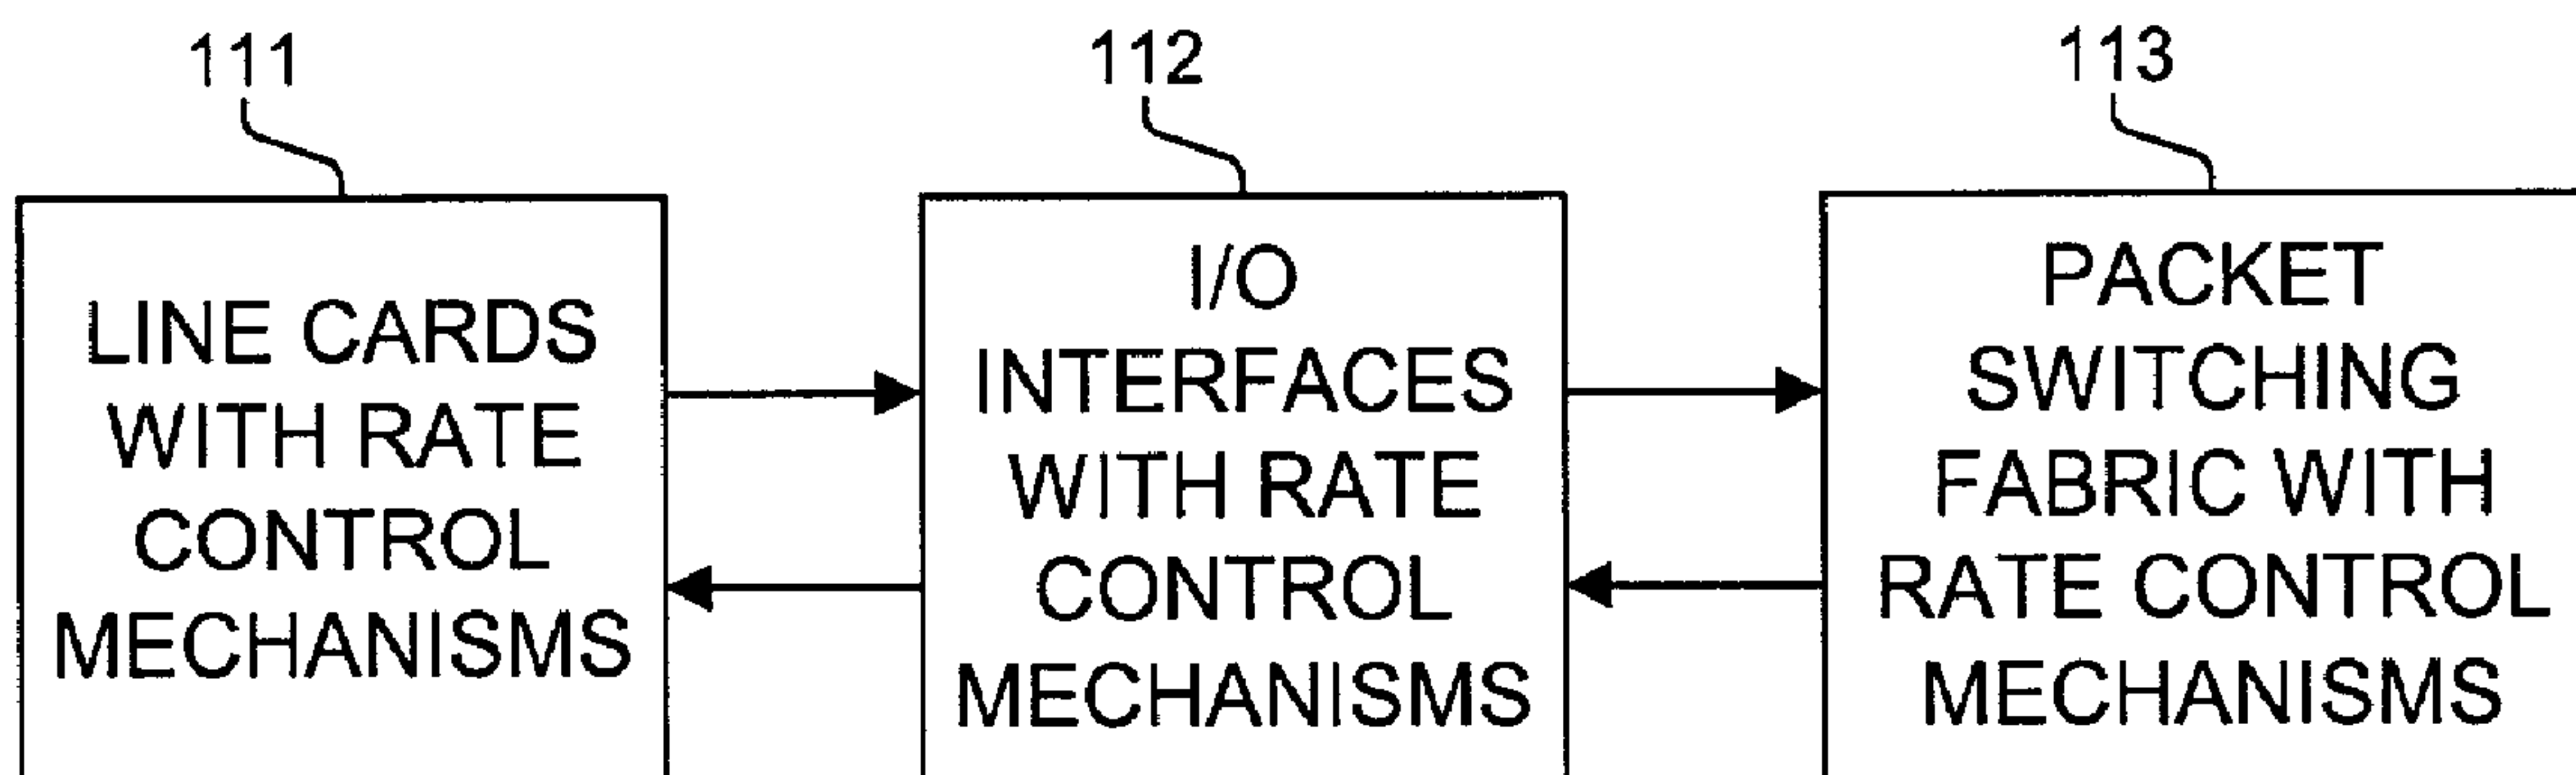 111
112
113
LINE CARDS
WITH RATE
CONTROL
MECHANISMS
I/O
INTERFACES
WITH RATE
CONTROL
MECHANISMS
PACKET
SWITCHING
FABRIC WITH
RATE CONTROL
MECHANISMS